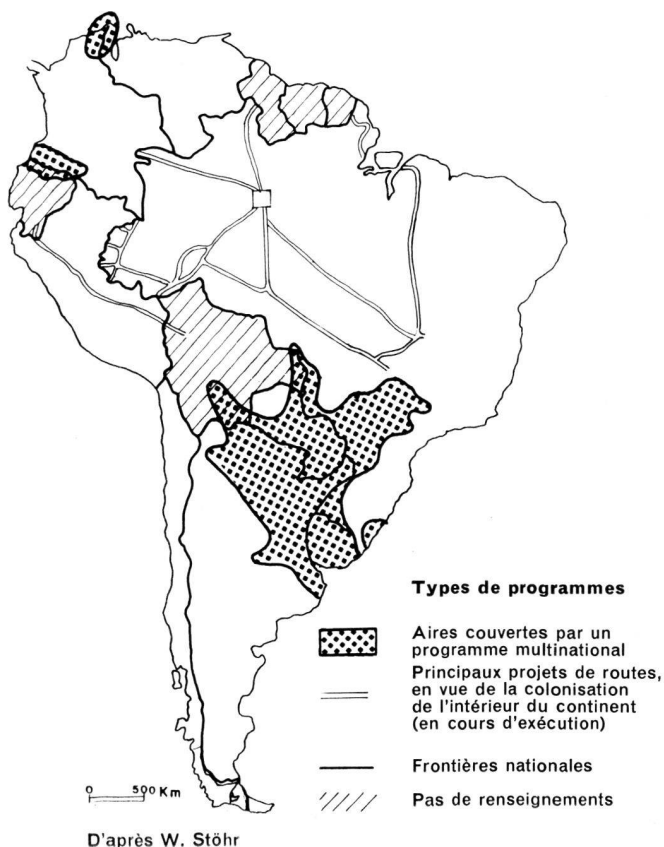 Types de programmes
Aires couvertes par un
programme multinational
Principaux projets de routes,
en vue de la colonisation
de l'intérieur du continent
(en cours d'exécution)
Frontières nationales
Pas de renseignements
0 500 Km
D'après W. Stöhr